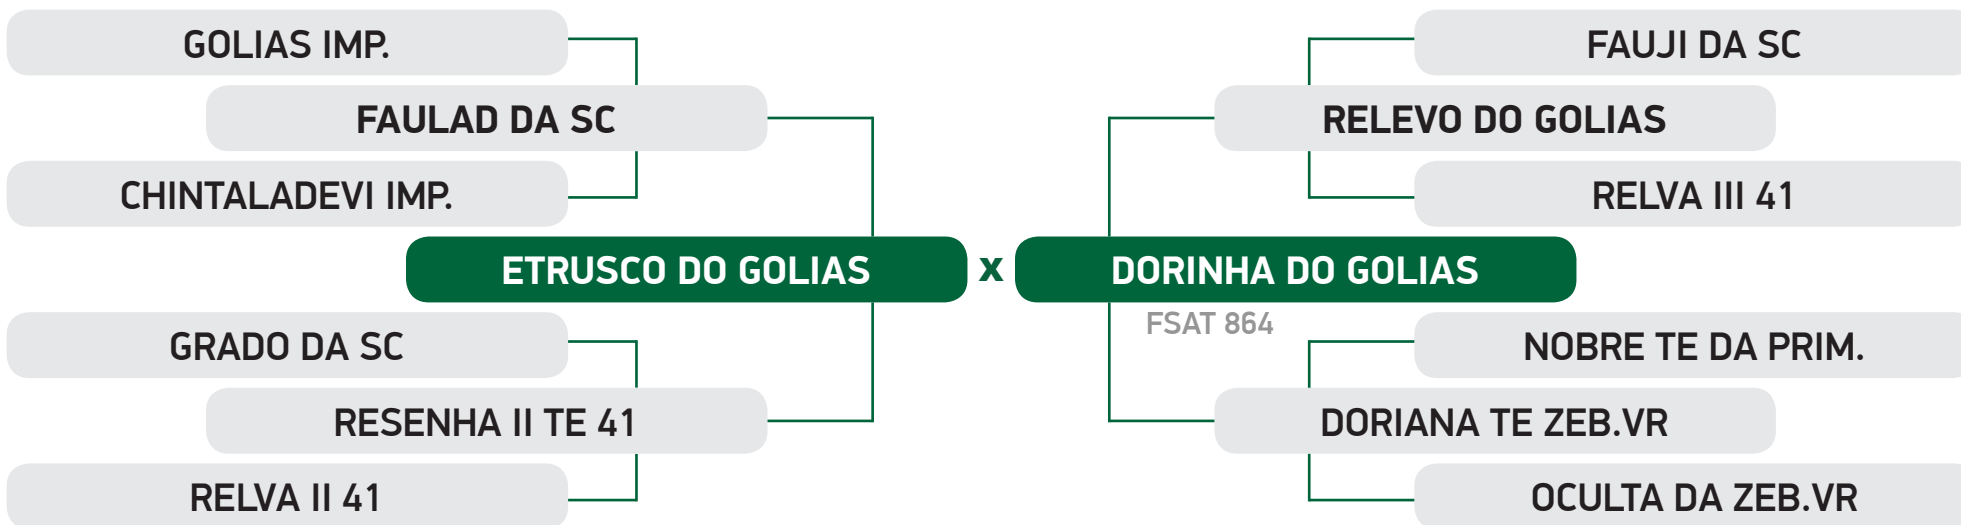 GOLIAS IMP.
FAUJI DA SC
FAULAD DA SC
RELEVO DO GOLIAS
CHINTALADEVI IMP.
RELVA III 41
ETRUSCO DO GOLIAS x DORINHA DO GOLIAS
FSAT 864
GRADO DA SC
NOBRE TE DA PRIM.
RESENHA II TE 41
DORIANA TE ZEB.VR
RELVA II 41
OCULTA DA ZEB.VR